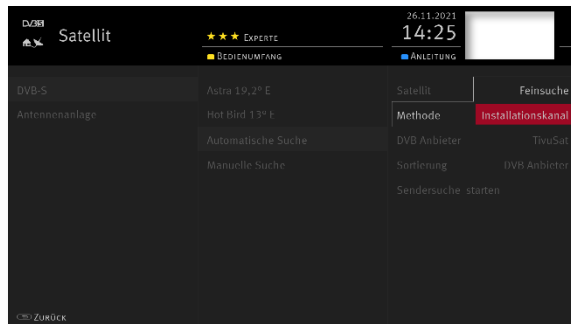 DVB-S
Satellit
★★★ EXPERTE
26.11.2021
14:25
BEDIENUMFANG
ANLEITUNG
DVB-S
Antennenanlage
Astra 19,2° E
Hot Bird 13° E
Automatische Suche
Manuelle Suche
Satellit Feinsuche
Methode Installationskanal
DVB Anbieter TivuSat
Sortierung DVB Anbieter
Sendersuche starten
ZURÜCK